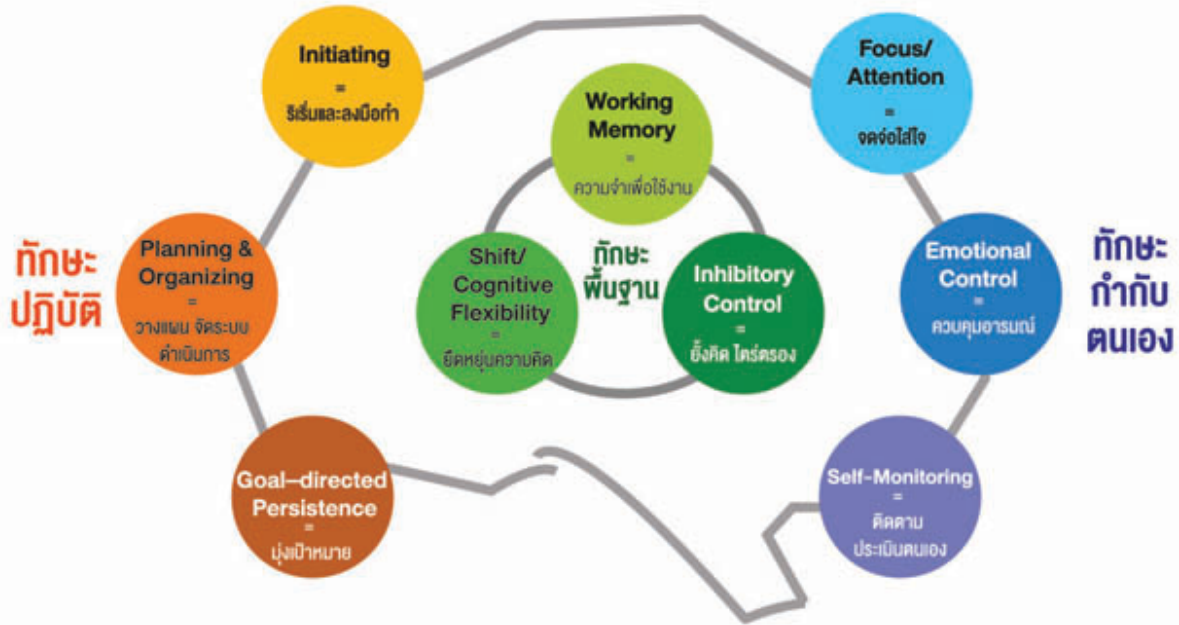 Initiating
=
ริเริ่มและลงมือทำ
Focus/
Attention
=
จดจ่อใส่ใจ
Working
Memory
=
ความจำเพื่อใช้งาน
ทักษะ
ปฏิบัติ
Planning &
Organizing
=
วางแผน จัดระบบ
ดำเนินการ
Shift/
Cognitive
Flexibility
=
ยืดหยุ่นความคิด
ทักษะ
พื้นฐาน
Inhibitory
Control
=
ยั้งคิด ไตร่ตรอง
Emotional
Control
=
ควบคุมอารมณ์
ทักษะ
กำกับ
ตนเอง
Goal–directed
Persistence
=
มุ่งเป้าหมาย
Self-Monitoring
=
ติดตาม
ประเมินตนเอง